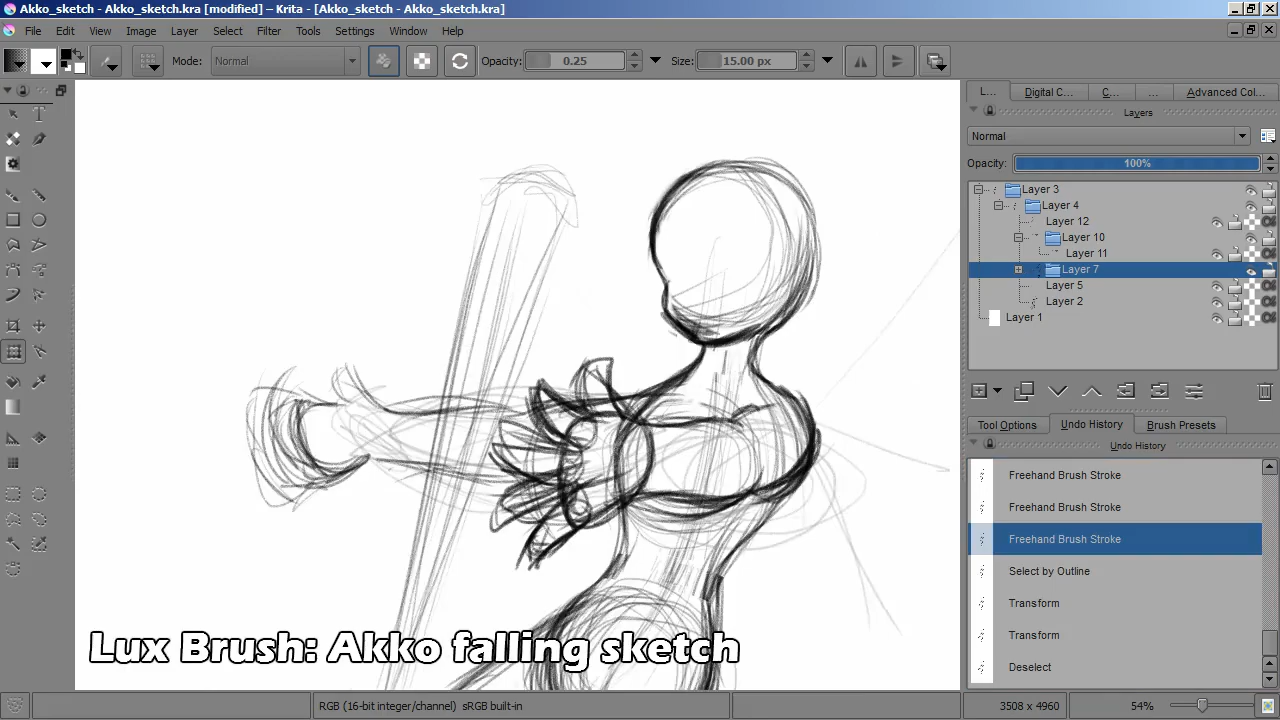 Akko_sketch - Akko_sketch.kra [modified] – Krita - [Akko_sketch - Akko_sketch.kra]
File Edit View Image Layer Select Filter Tools Settings Window Help
Mode: Normal Opacity: 0.25 Size: 15.00 px
L... Digital C... C... ... Advanced Col...
Layers
Normal
Opacity: 100%
Layer 3
Layer 4
Layer 12
Layer 10
Layer 11
Layer 7
Layer 5
Layer 2
Layer 1
Tool Options Undo History Brush Presets
Undo History
Freehand Brush Stroke
Freehand Brush Stroke
Freehand Brush Stroke
Select by Outline
Transform
Transform
Deselect
Lux Brush: Akko falling sketch
RGB (16-bit integer/channel) sRGB built-in 3508 x 4960 54%